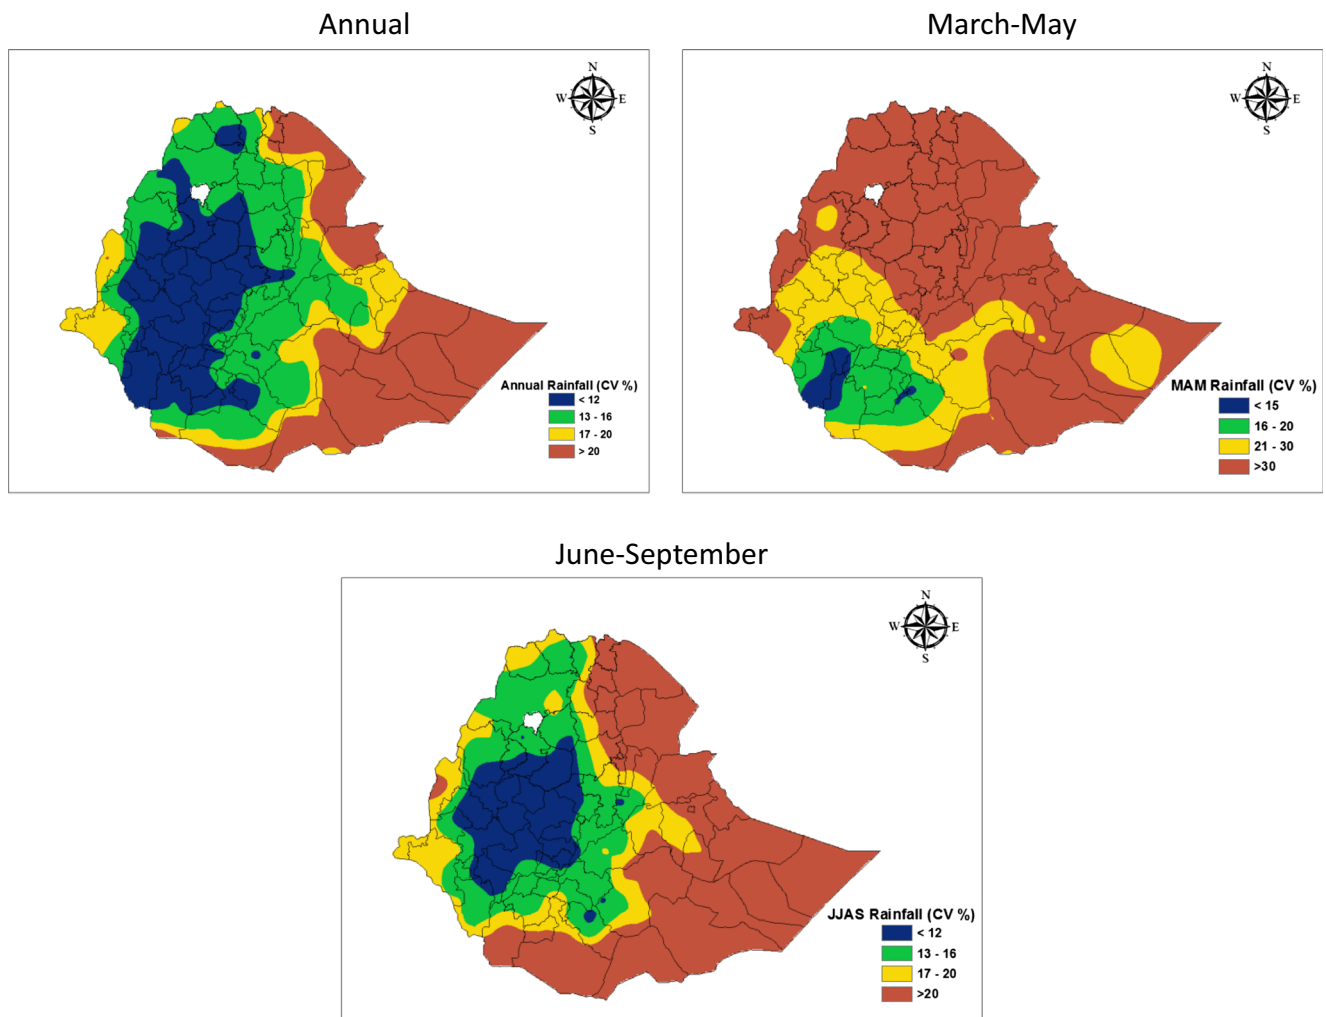 Annual
N
W E
S
Annual Rainfall (CV %)
< 12
13 - 16
17 - 20
> 20
March-May
N
W E
S
MAM Rainfall (CV %)
< 15
16 - 20
21 - 30
>30
June-September
N
W E
S
JJAS Rainfall (CV %)
< 12
13 - 16
17 - 20
>20